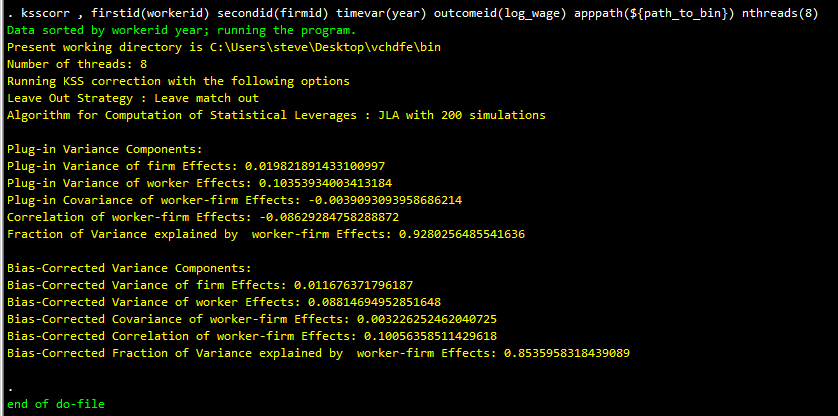 . ksscorr , firstid(workerid) secondid(firmid) timevar(year) outcomeid(log_wage) apppath(${path_to_bin}) nthreads(8)
Data sorted by workerid year; running the program.
Present working directory is C:\Users\steve\Desktop\vchdfe\bin
Number of threads: 8
Running KSS correction with the following options
Leave Out Strategy : Leave match out
Algorithm for Computation of Statistical Leverages : JLA with 200 simulations
Plug-in Variance Components:
Plug-in Variance of firm Effects: 0.019821891433100997
Plug-in Variance of worker Effects: 0.10353934003413184
Plug-in Covariance of worker-firm Effects: -0.0039093093958686214
Correlation of worker-firm Effects: -0.08629284758288872
Fraction of Variance explained by  worker-firm Effects: 0.9280256485541636
Bias-Corrected Variance Components:
Bias-Corrected Variance of firm Effects: 0.011676371796187
Bias-Corrected Variance of worker Effects: 0.08814694952851648
Bias-Corrected Covariance of worker-firm Effects: 0.003226252462040725
Bias-Corrected Correlation of worker-firm Effects: 0.10056358511429618
Bias-Corrected Fraction of Variance explained by  worker-firm Effects: 0.8535958318439089
.
end of do-file